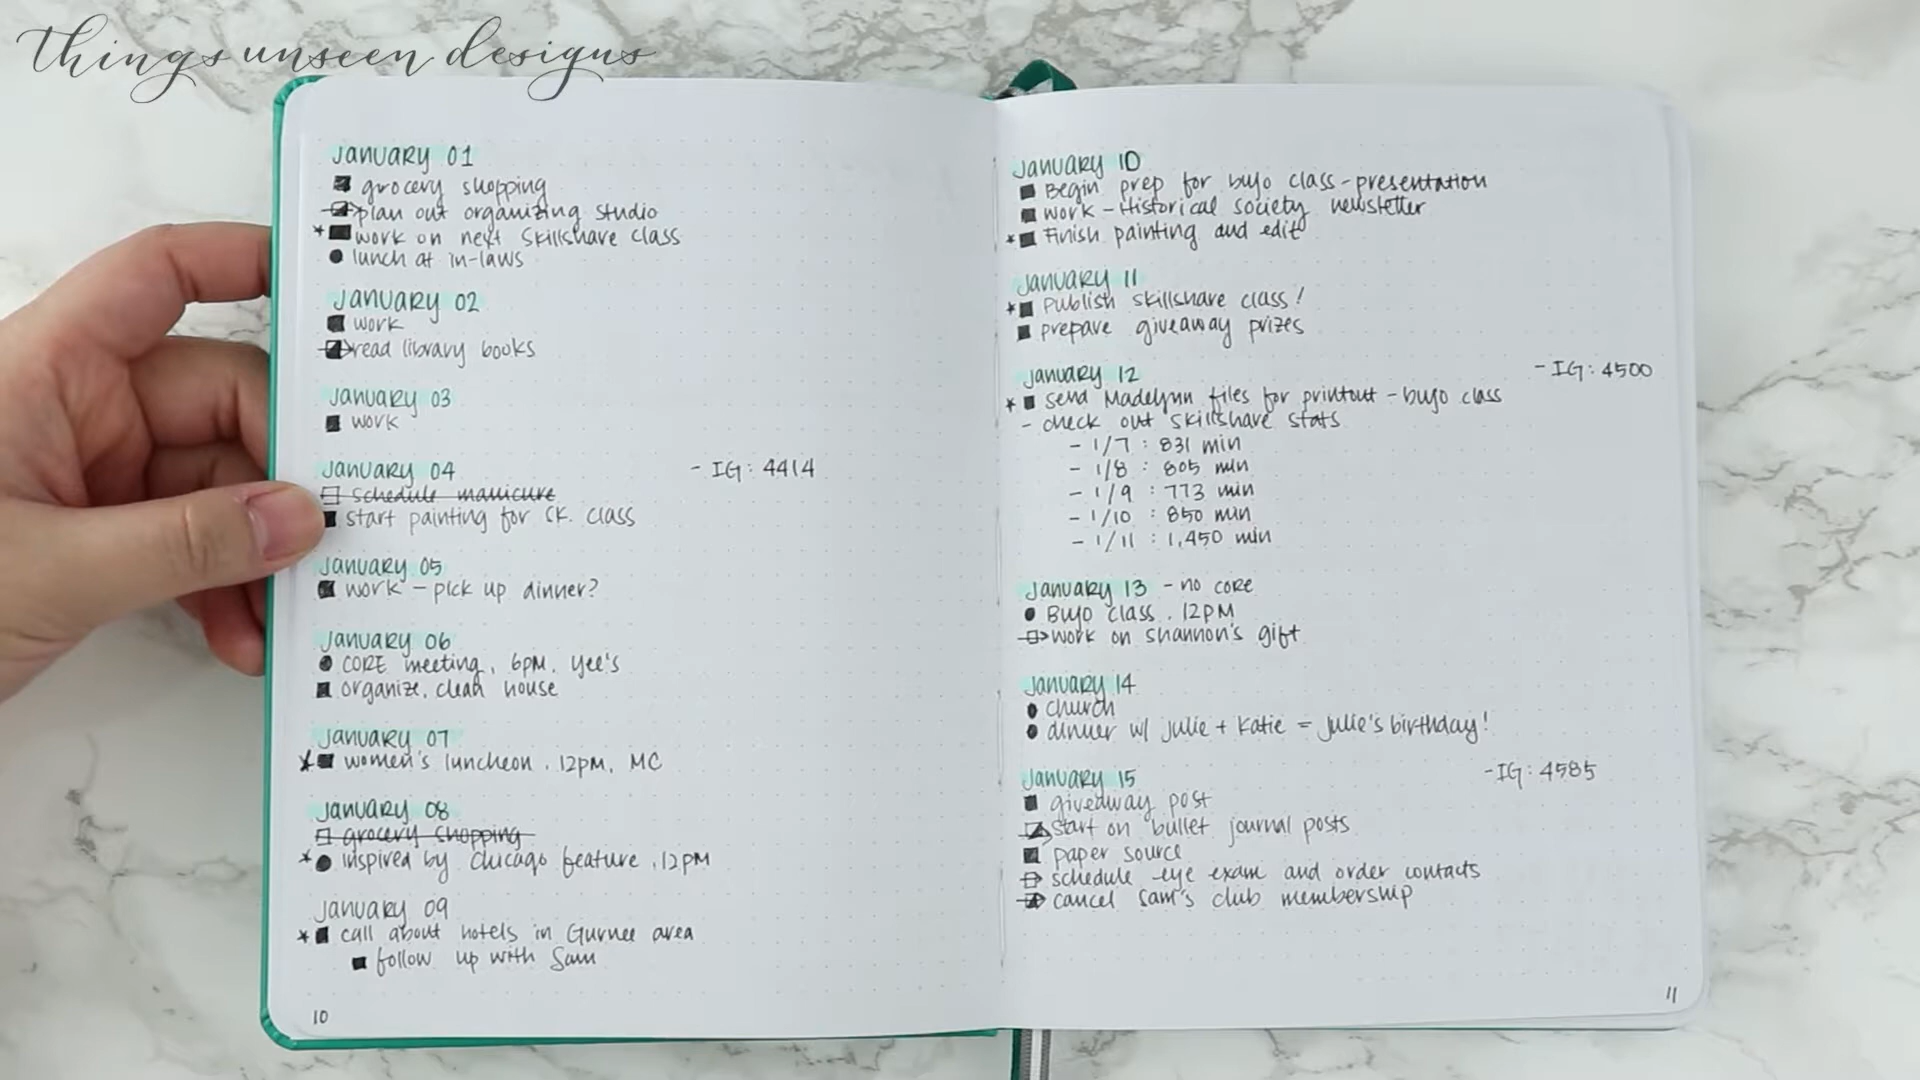 things unseen designs
January 01
grocery shopping
plan out organizing studio
* work on next skillshare class
lunch at in-laws
January 02
work
read library books
January 03
work
January 04 - IG: 4414
schedule manicure
start painting for SK. class
January 05
work - pick up dinner?
January 06
CORE meeting, 6PM, Yee's
organize, clean house
January 07
* women's luncheon, 12PM, MC
January 08
grocery shopping
* inspired by Chicago feature, 12PM
January 09
* call about hotels in Gurnee area
follow up with Sam
10
January 10
Begin prep for bujo class - presentation
work - Historical society newsletter
* Finish painting and edit
January 11
* Publish skillshare class!
prepare giveaway prizes
January 12 - IG: 4500
* send Madelynn files for printout - bujo class
- check out skillshare stats
- 1/7 : 831 min
- 1/8 : 805 min
- 1/9 : 773 min
- 1/10 : 850 min
- 1/11 : 1,450 min
January 13 - no CORE
Bujo class. 12PM
work on Shannon's gift
January 14
church
dinner w/ Julie + Katie = Julie's birthday!
January 15 - IG: 4585
giveaway post
start on bullet journal posts
paper source
schedule eye exam and order contacts
cancel Sam's club membership
11